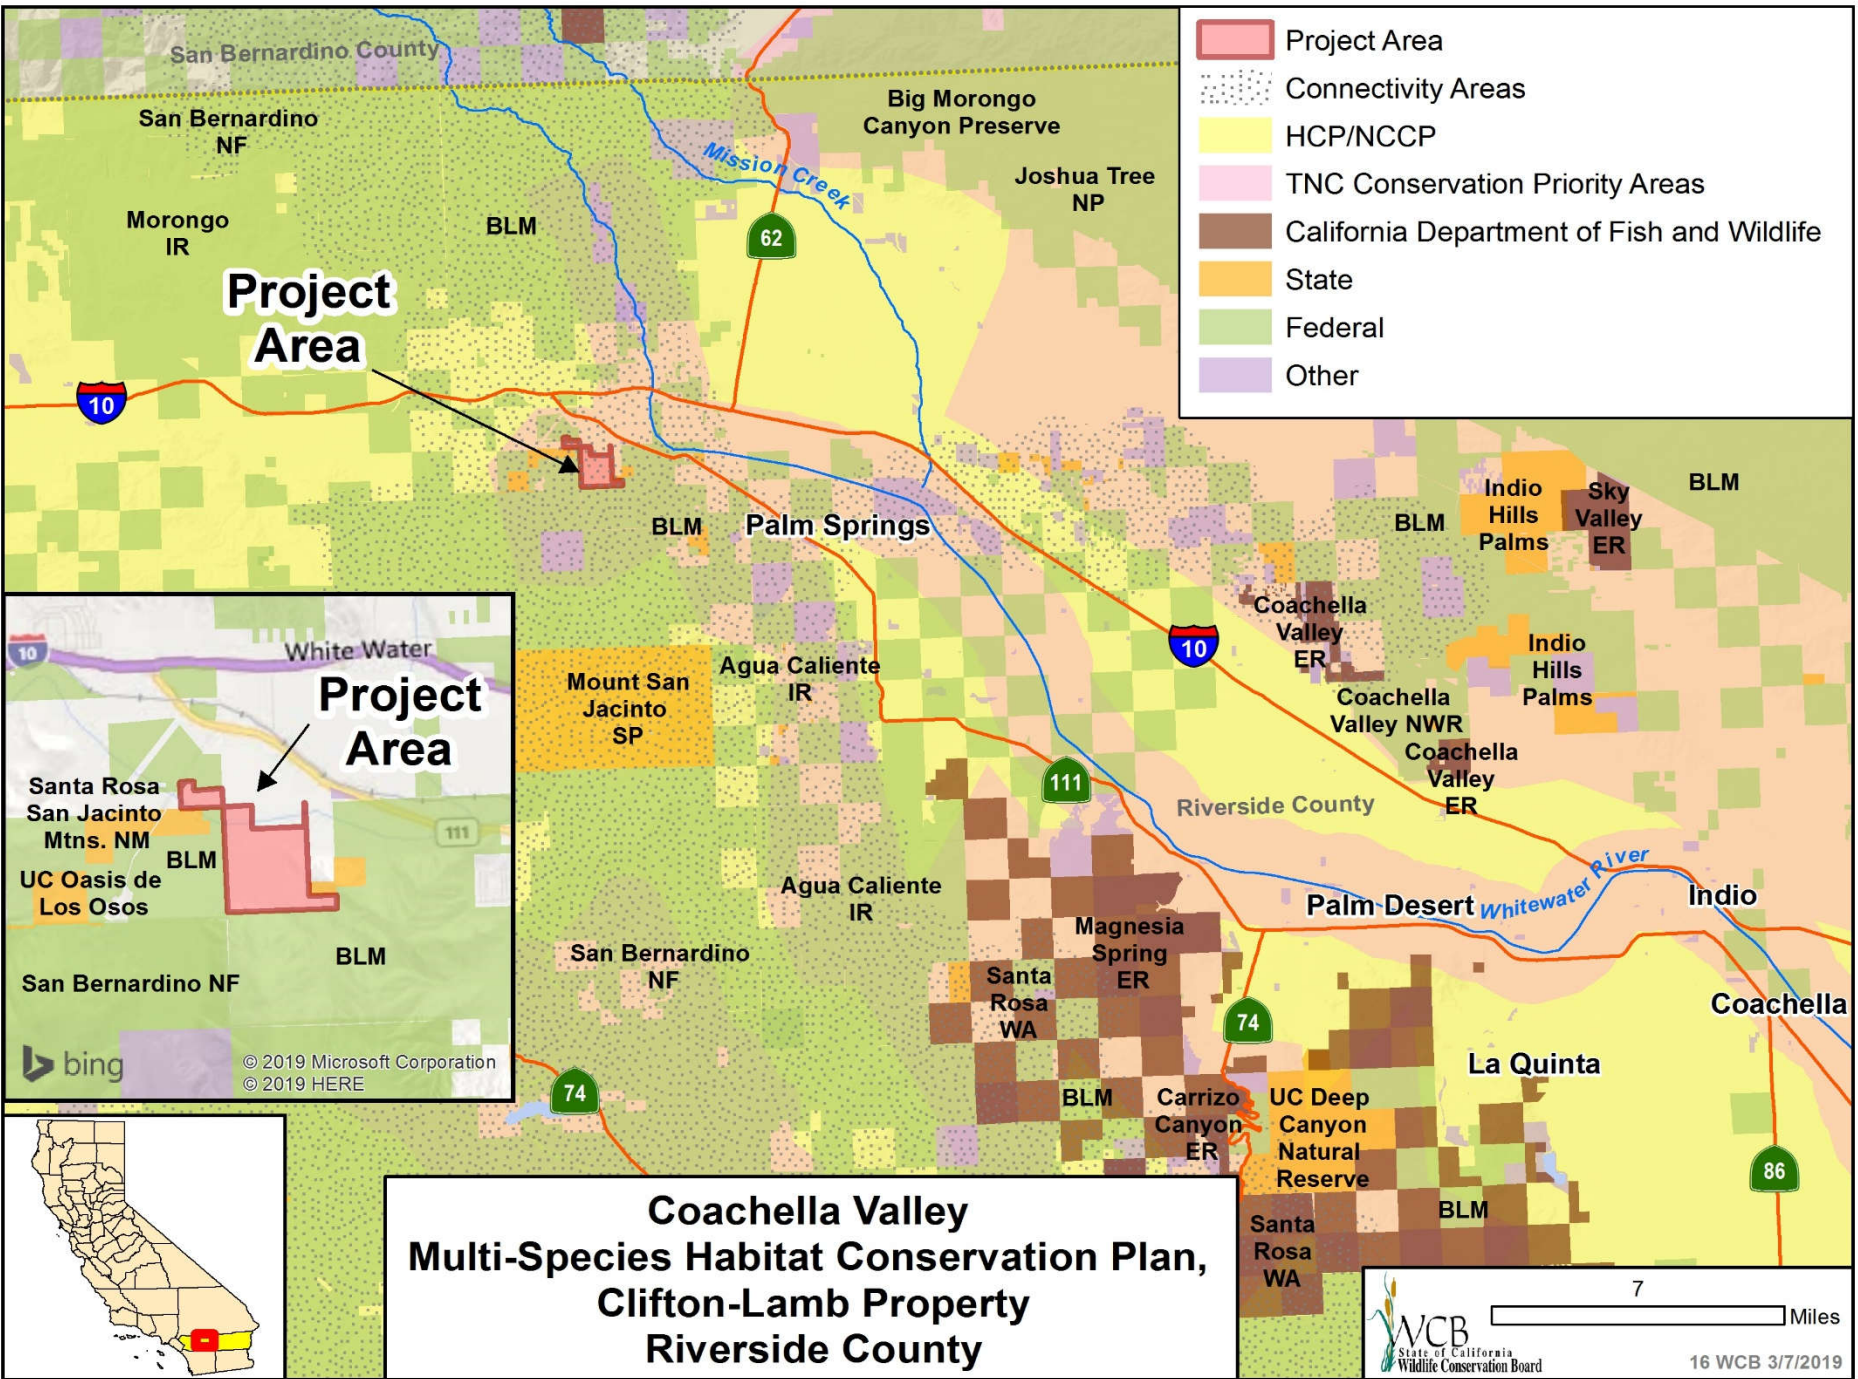 San Bernardino County
San Bernardino
NF
Morongo
IR
BLM
Mission Creek
Big Morongo
Canyon Preserve
Joshua Tree
NP
62
Project
Area
10
Project Area
Connectivity Areas
HCP/NCCP
TNC Conservation Priority Areas
California Department of Fish and Wildlife
State
Federal
Other
BLM
Palm Springs
BLM
Indio
Hills
Palms
Sky
Valley
ER
BLM
Coachella
Valley
ER
10
Indio
Hills
Palms
Coachella
Valley NWR
Coachella
Valley
ER
Mount San
Jacinto
SP
Agua Caliente
IR
111
Riverside County
Agua Caliente
IR
Palm Desert
Whitewater River
Indio
San Bernardino
NF
Magnesia
Spring
ER
Santa
Rosa
WA
74
Coachella
La Quinta
74
BLM
Carrizo
Canyon
ER
UC Deep
Canyon
Natural
Reserve
86
BLM
Santa
Rosa
WA
10
White Water
Project
Area
111
Santa Rosa
San Jacinto
Mtns. NM
BLM
UC Oasis de
Los Osos
BLM
San Bernardino NF
bing
© 2019 Microsoft Corporation
© 2019 HERE
Coachella Valley
Multi-Species Habitat Conservation Plan,
Clifton-Lamb Property
Riverside County
7
Miles
WCB
State of California
Wildlife Conservation Board
16 WCB 3/7/2019